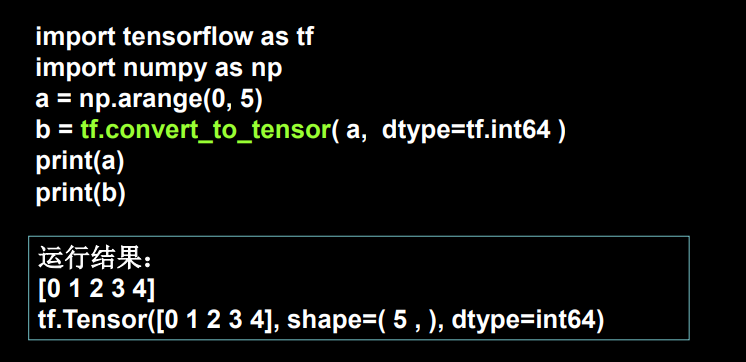 import tensorflow as tf
import numpy as np
a = np.arange(0, 5)
b = tf.convert_to_tensor( a,  dtype=tf.int64 )
print(a)
print(b)
运行结果：
[0 1 2 3 4]
tf.Tensor([0 1 2 3 4], shape=( 5 , ), dtype=int64)